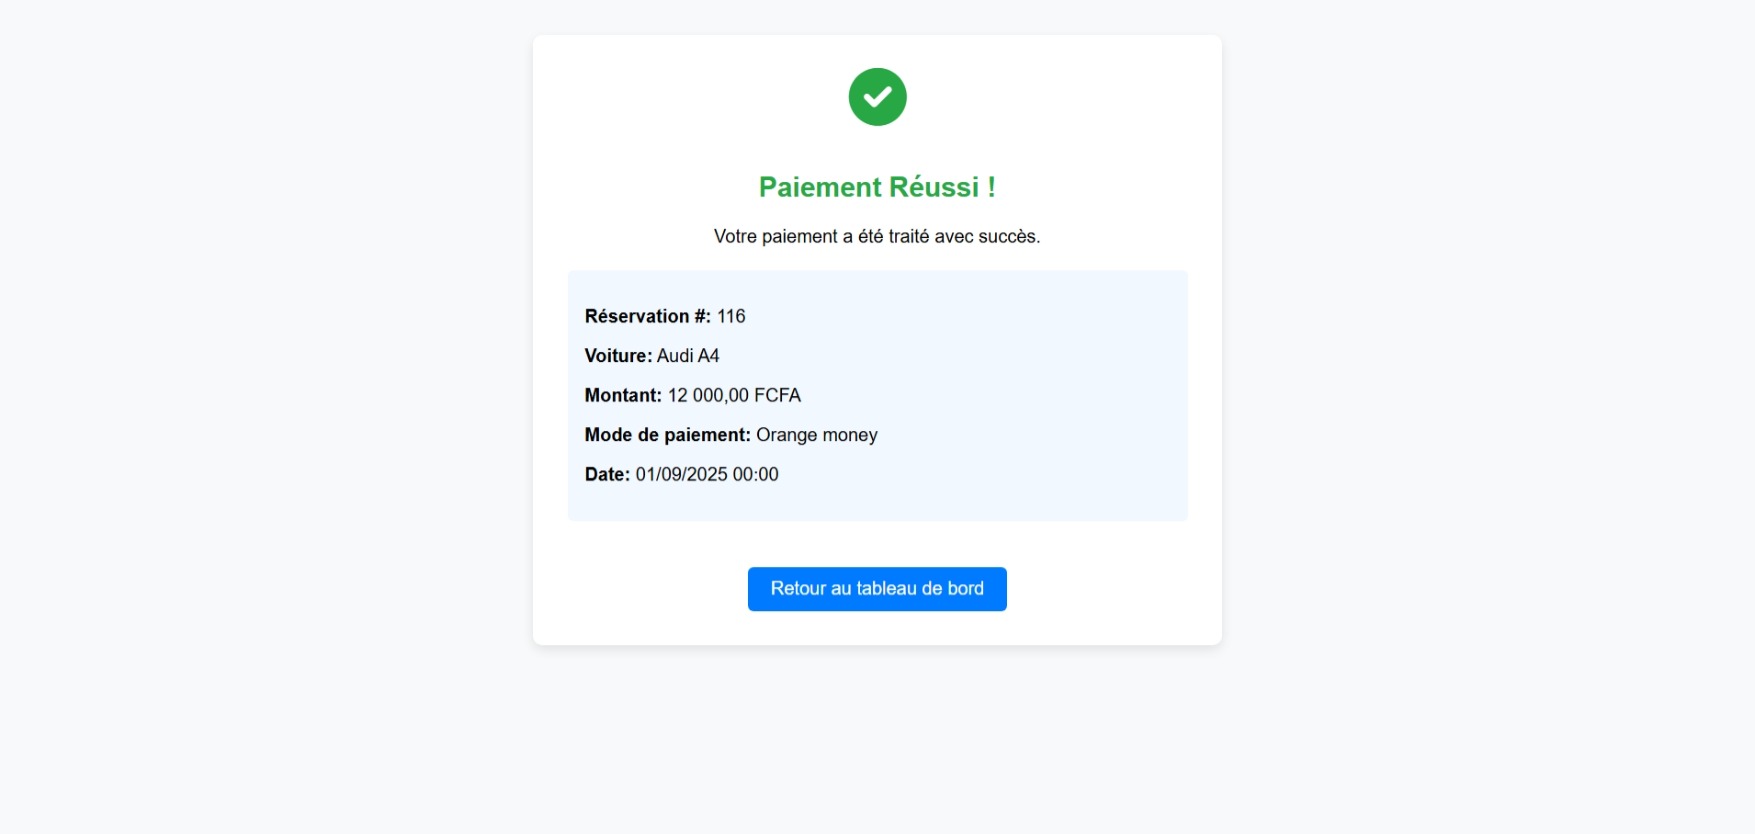 Paiement Réussi !
Votre paiement a été traité avec succès.
Réservation #: 116
Voiture: Audi A4
Montant: 12 000,00 FCFA
Mode de paiement: Orange money
Date: 01/09/2025 00:00
Retour au tableau de bord